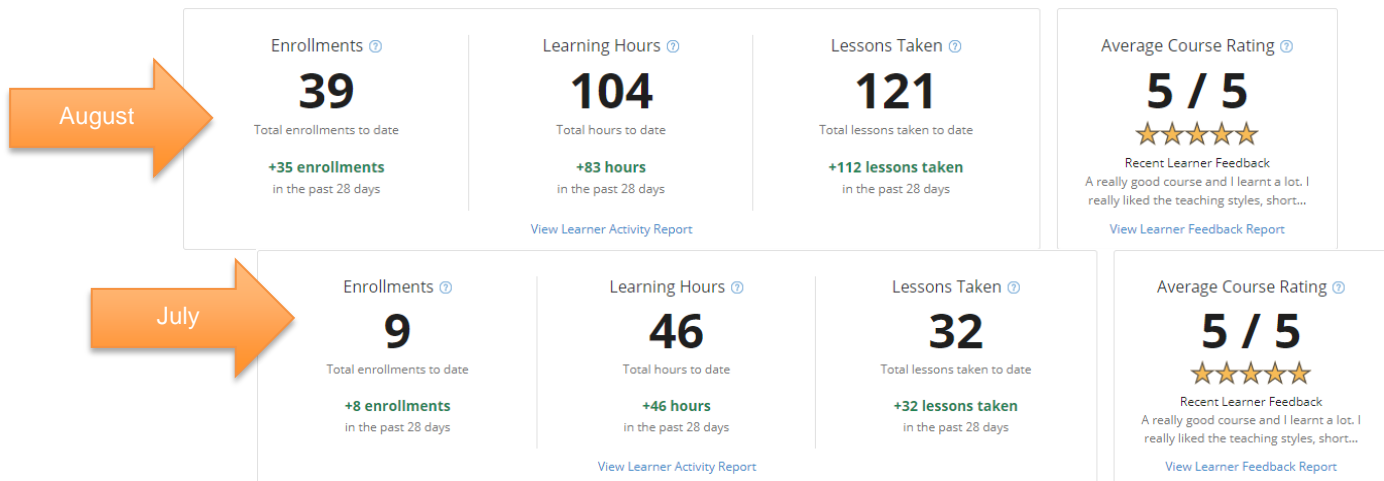 August
Enrollments
39
Total enrollments to date
+35 enrollments
in the past 28 days
Learning Hours
104
Total hours to date
+83 hours
in the past 28 days
Lessons Taken
121
Total lessons taken to date
+112 lessons taken
in the past 28 days
View Learner Activity Report
Average Course Rating
5 / 5
Recent Learner Feedback
A really good course and I learnt a lot. I
really liked the teaching styles, short...
View Learner Feedback Report
July
Enrollments
9
Total enrollments to date
+8 enrollments
in the past 28 days
Learning Hours
46
Total hours to date
+46 hours
in the past 28 days
Lessons Taken
32
Total lessons taken to date
+32 lessons taken
in the past 28 days
View Learner Activity Report
Average Course Rating
5 / 5
Recent Learner Feedback
A really good course and I learnt a lot. I
really liked the teaching styles, short...
View Learner Feedback Report